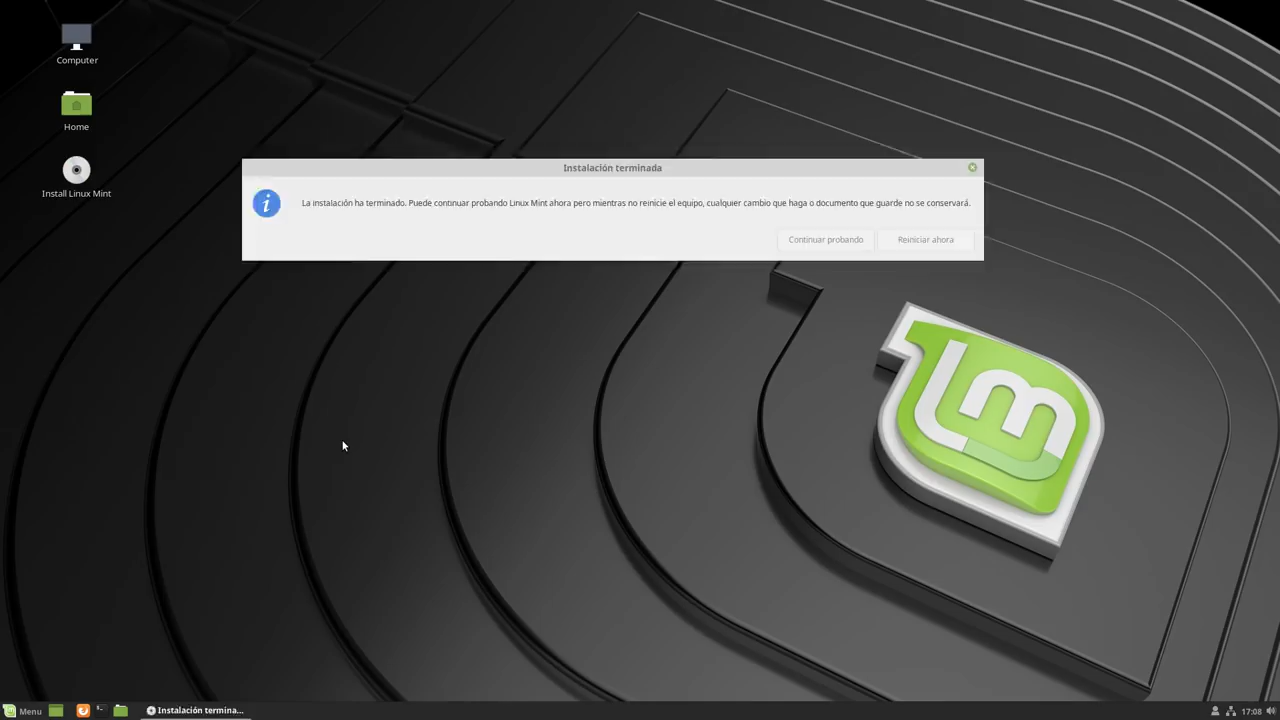 Computer
Home
Install Linux Mint
Instalación terminada
La instalación ha terminado. Puede continuar probando Linux Mint ahora pero mientras no reinicie el equipo, cualquier cambio que haga o documento que guarde no se conservará.
Continuar probando
Reiniciar ahora
lm
Menu
Instalación termina...
17:08